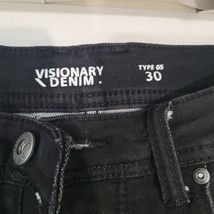 VISIONARY
DENIM
TYPE 05
30